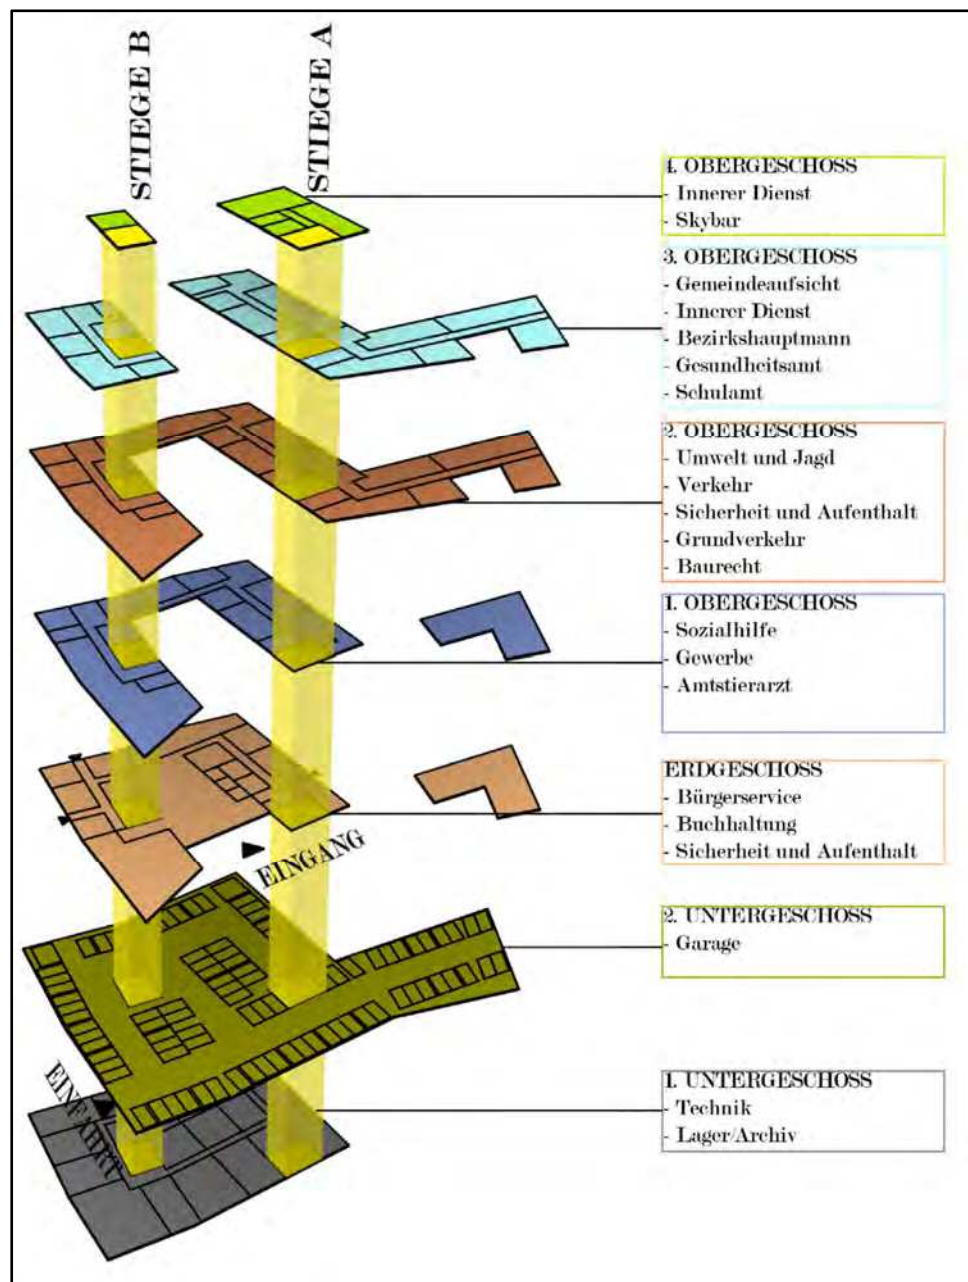 STIEGE B
STIEGE A
4. OBERGESCHOSS
- Innerer Dienst
- Skybar
3. OBERGESCHOSS
- Gemeindeaufsicht
- Innerer Dienst
- Bezirkshauptmann
- Gesundheitsamt
- Schulamt
2. OBERGESCHOSS
- Umwelt und Jagd
- Verkehr
- Sicherheit und Aufenthalt
- Grundverkehr
- Baurecht
1. OBERGESCHOSS
- Sozialhilfe
- Gewerbe
- Amtstierarzt
ERDGESCHOSS
- Bürgerservice
- Buchhaltung
- Sicherheit und Aufenthalt
EINGANG
2. UNTERGESCHOSS
- Garage
EINFAHRT
1. UNTERGESCHOSS
- Technik
- Lager/Archiv